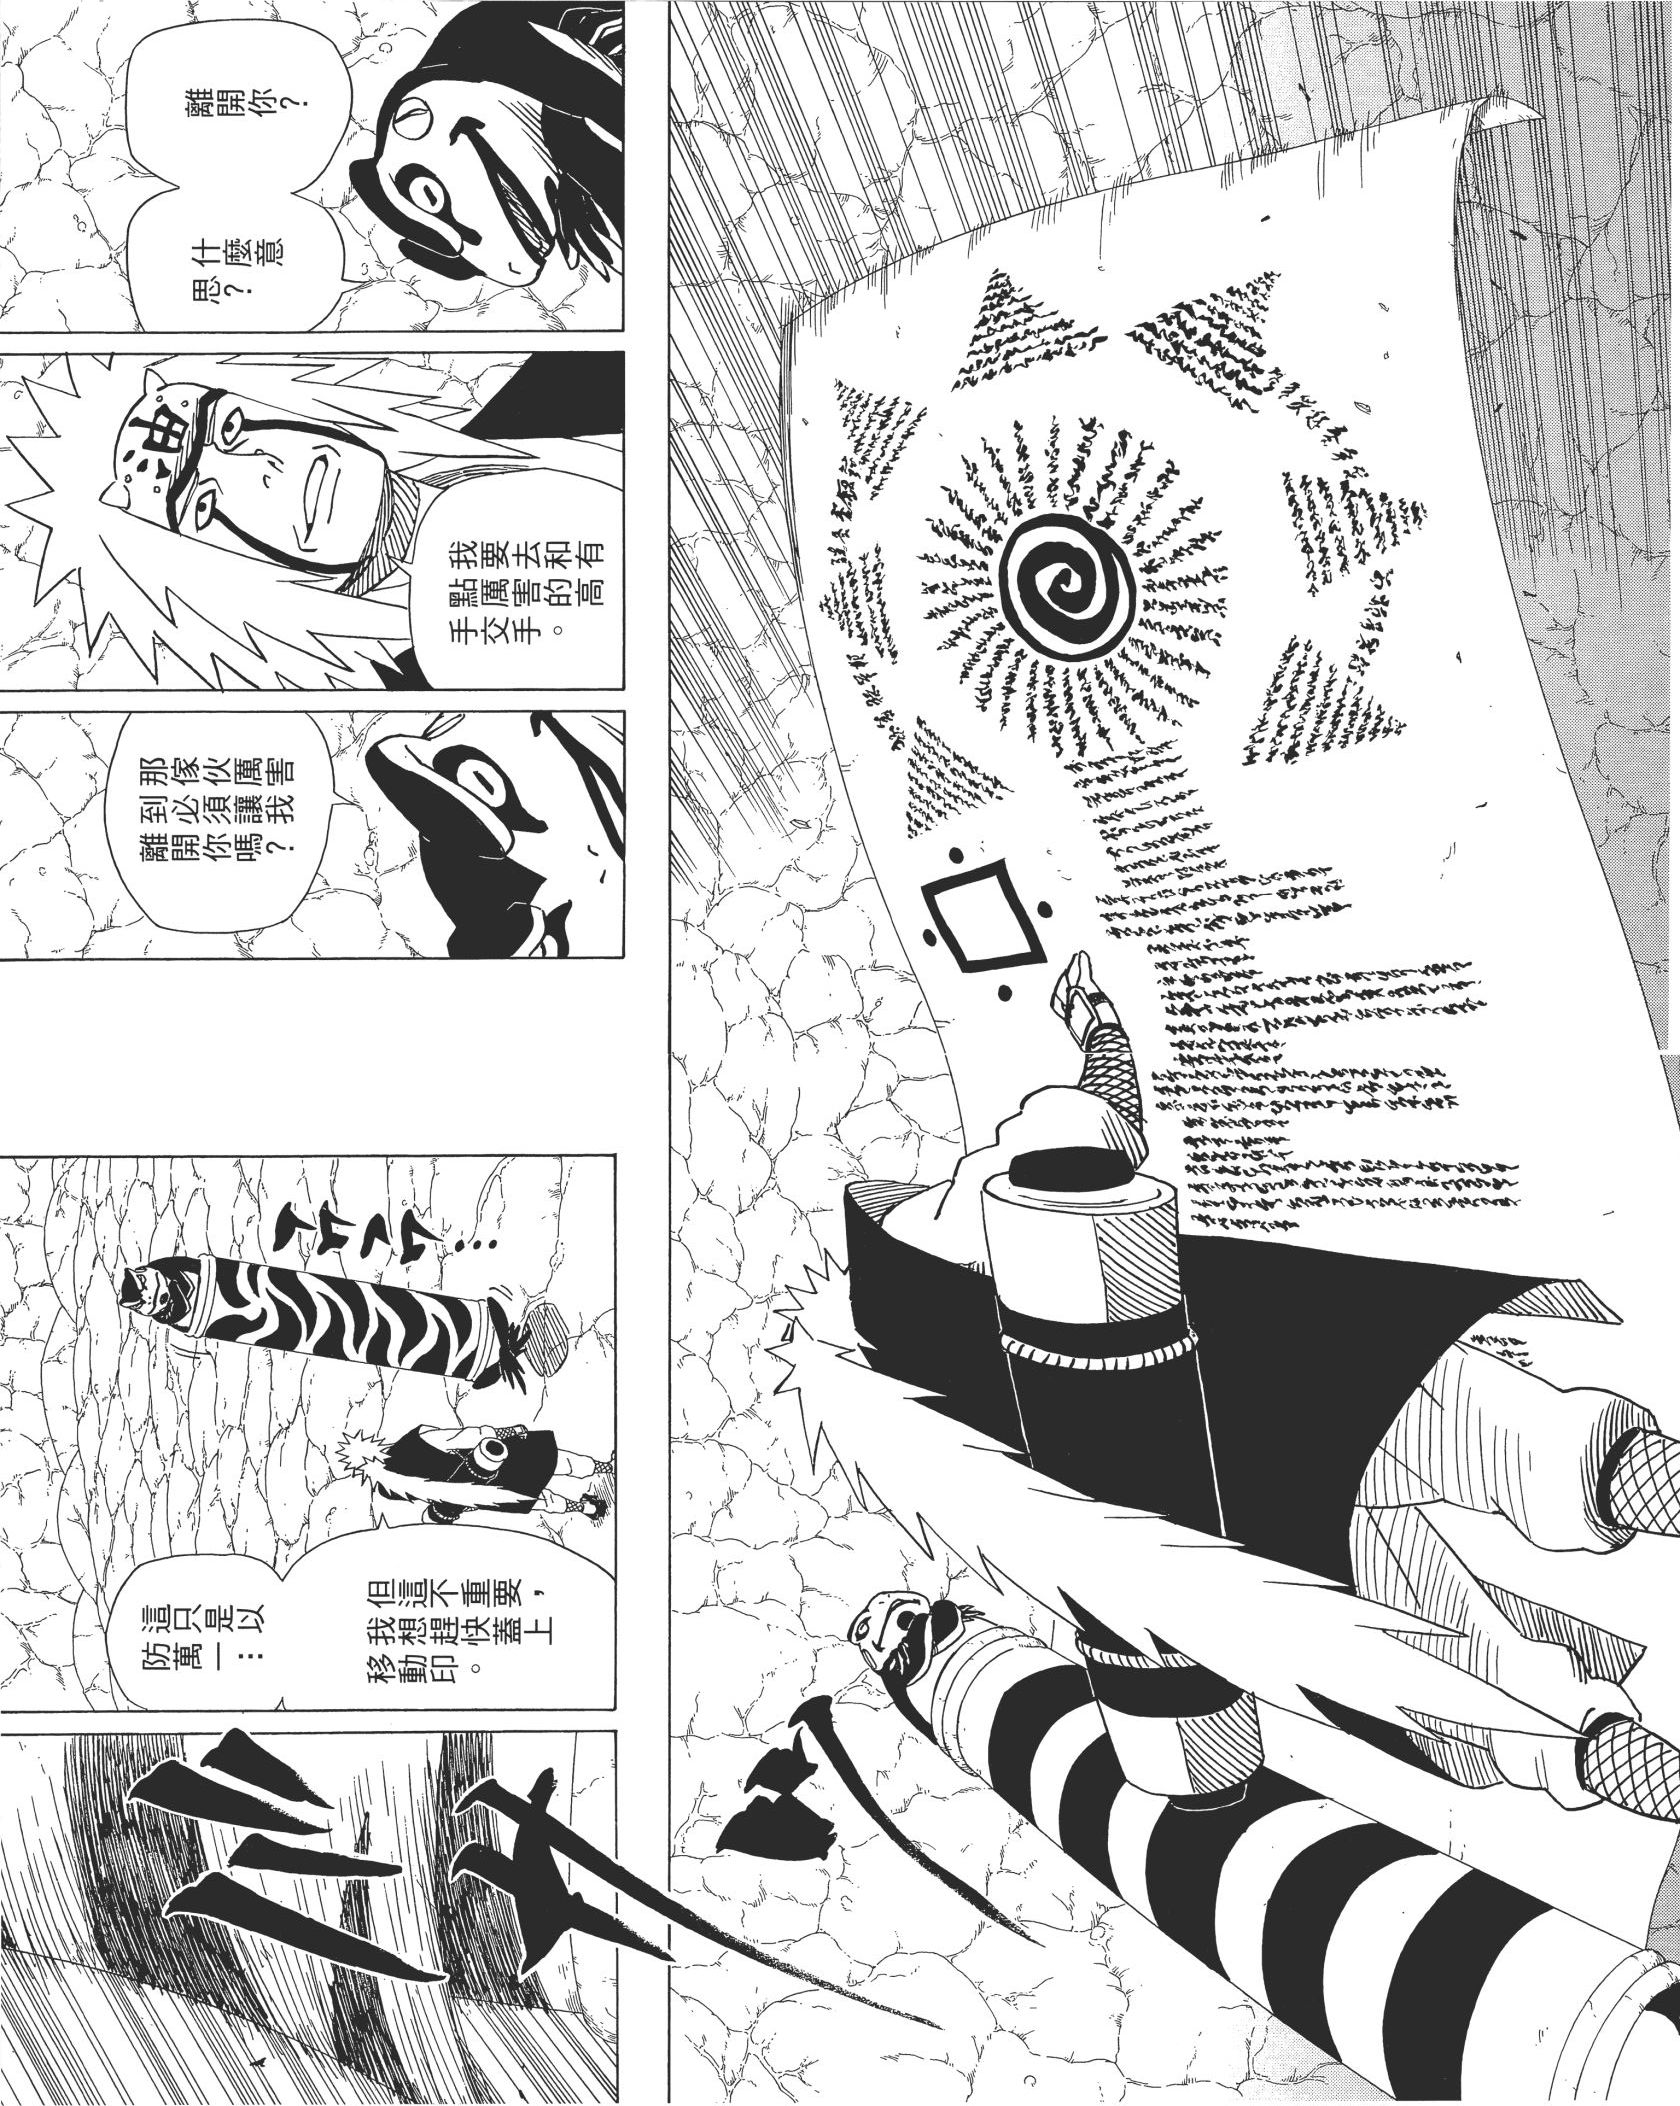 離開你?
什麼意
思?
油
我要去和有
點厲害的高
手交手。
那傢伙厲害
到必須讓我
離開你嗎?
但這不重要，
我想趕快蓋上
移動印。
這只是以
防萬一…